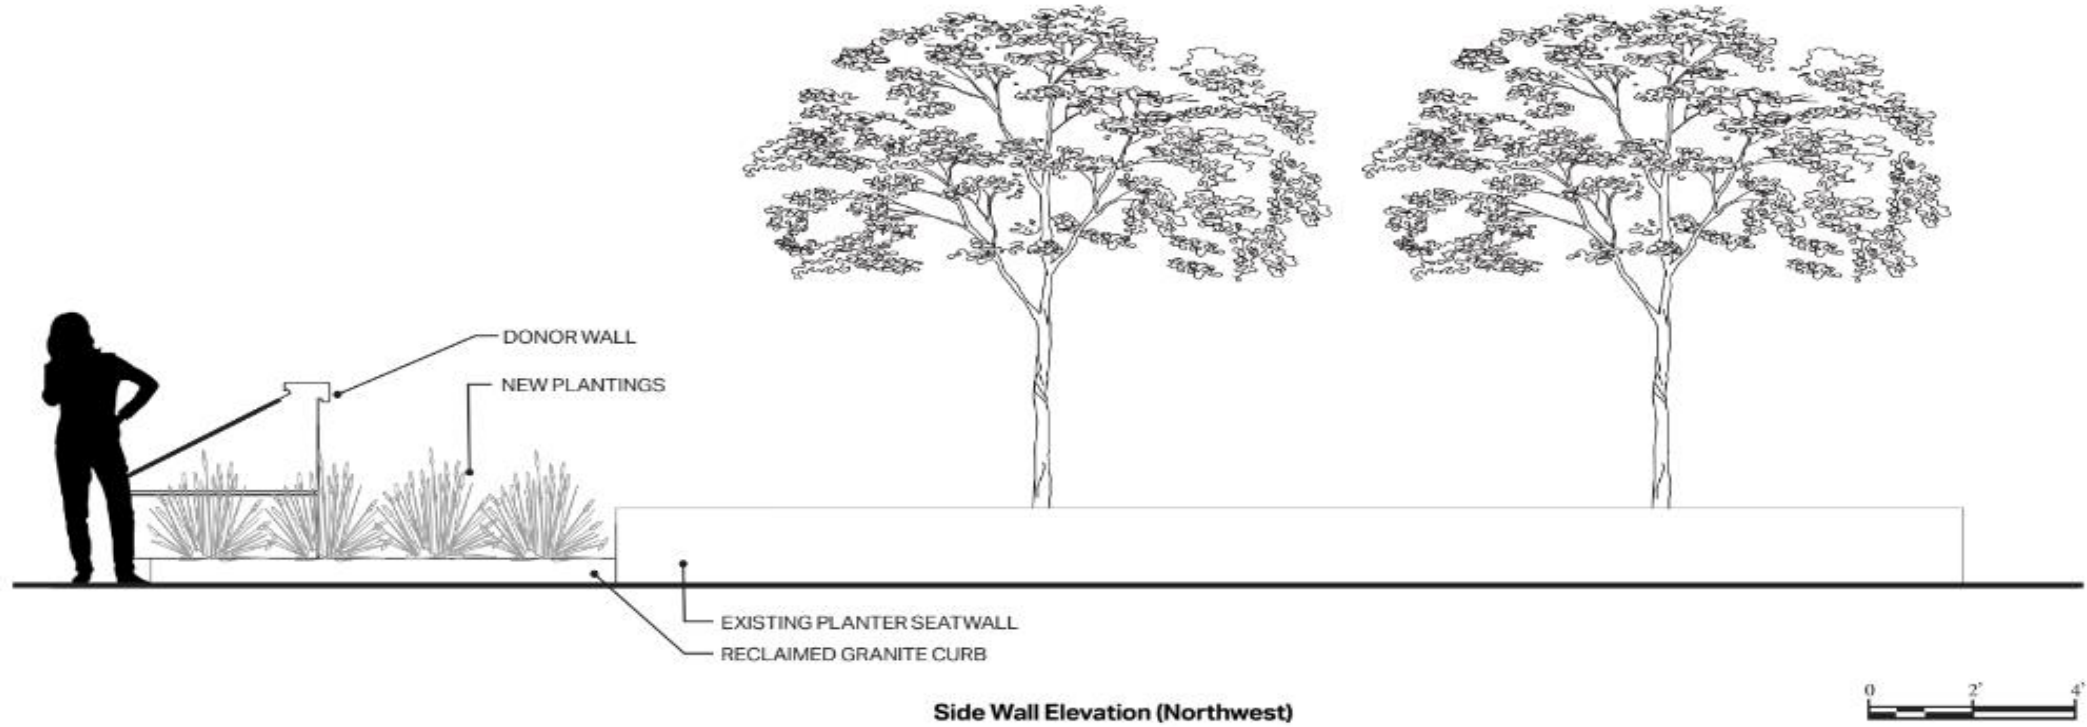 DONOR WALL
NEW PLANTINGS
EXISTING PLANTER SEATWALL
RECLAIMED GRANITE CURB
Side Wall Elevation (Northwest)
0 2' 4'